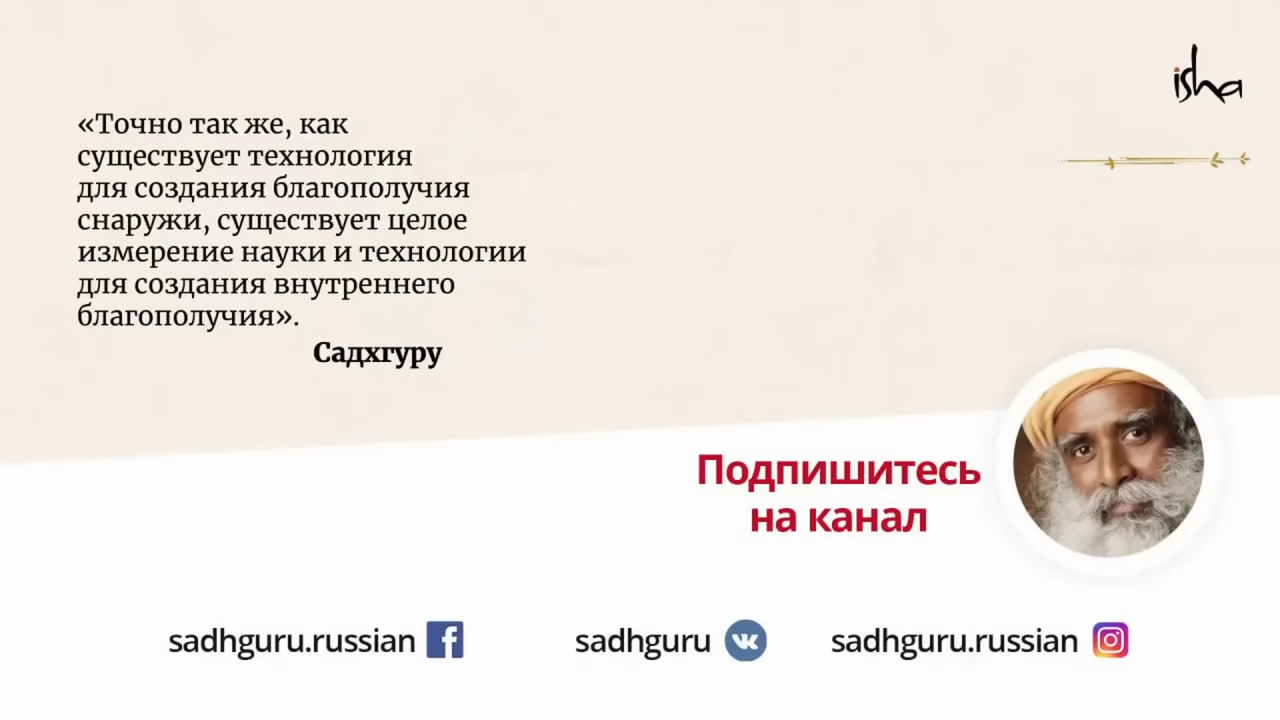 isha
«Точно так же, как
существует технология
для создания благополучия
снаружи, существует целое
измерение науки и технологии
для создания внутреннего
благополучия».
Садхгуру
Подпишитесь
на канал
sadhguru.russian
sadhguru
sadhguru.russian